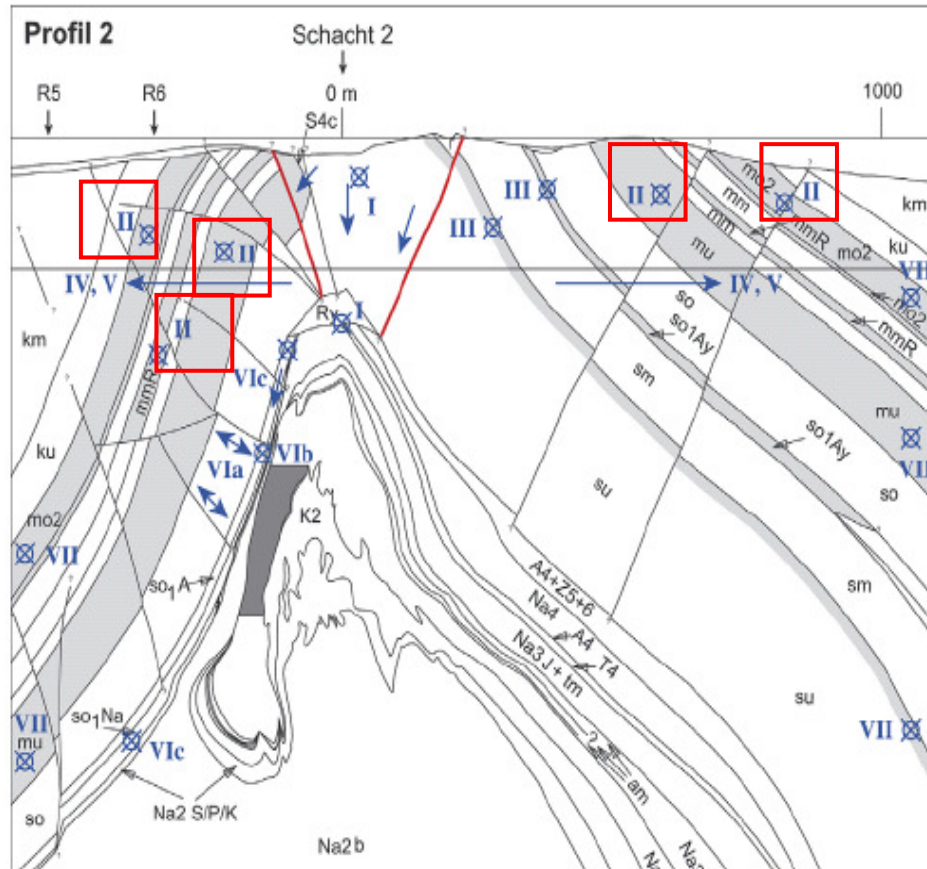 Profil 2
Schacht 2
R5
R6
0 m
1000
S4c
I
II
III
II
mo2
II
km
II
II
III
mm
mm
mmR
mo2
ku
mu
VII
IV, V
IV, V
mo2
so
mmR
km
II
I
so1Ay
VIc
sm
mmR
mu
so1Ay
VII
ku
VIa
VIb
su
so
K2
mo2
VII
so1A
A4+Z5+6
sm
Na4
A4
Na3 J + tm
T4
su
VII
so1Na
VII
mu
VIc
?
am
Na2 S/P/K
so
Na2b